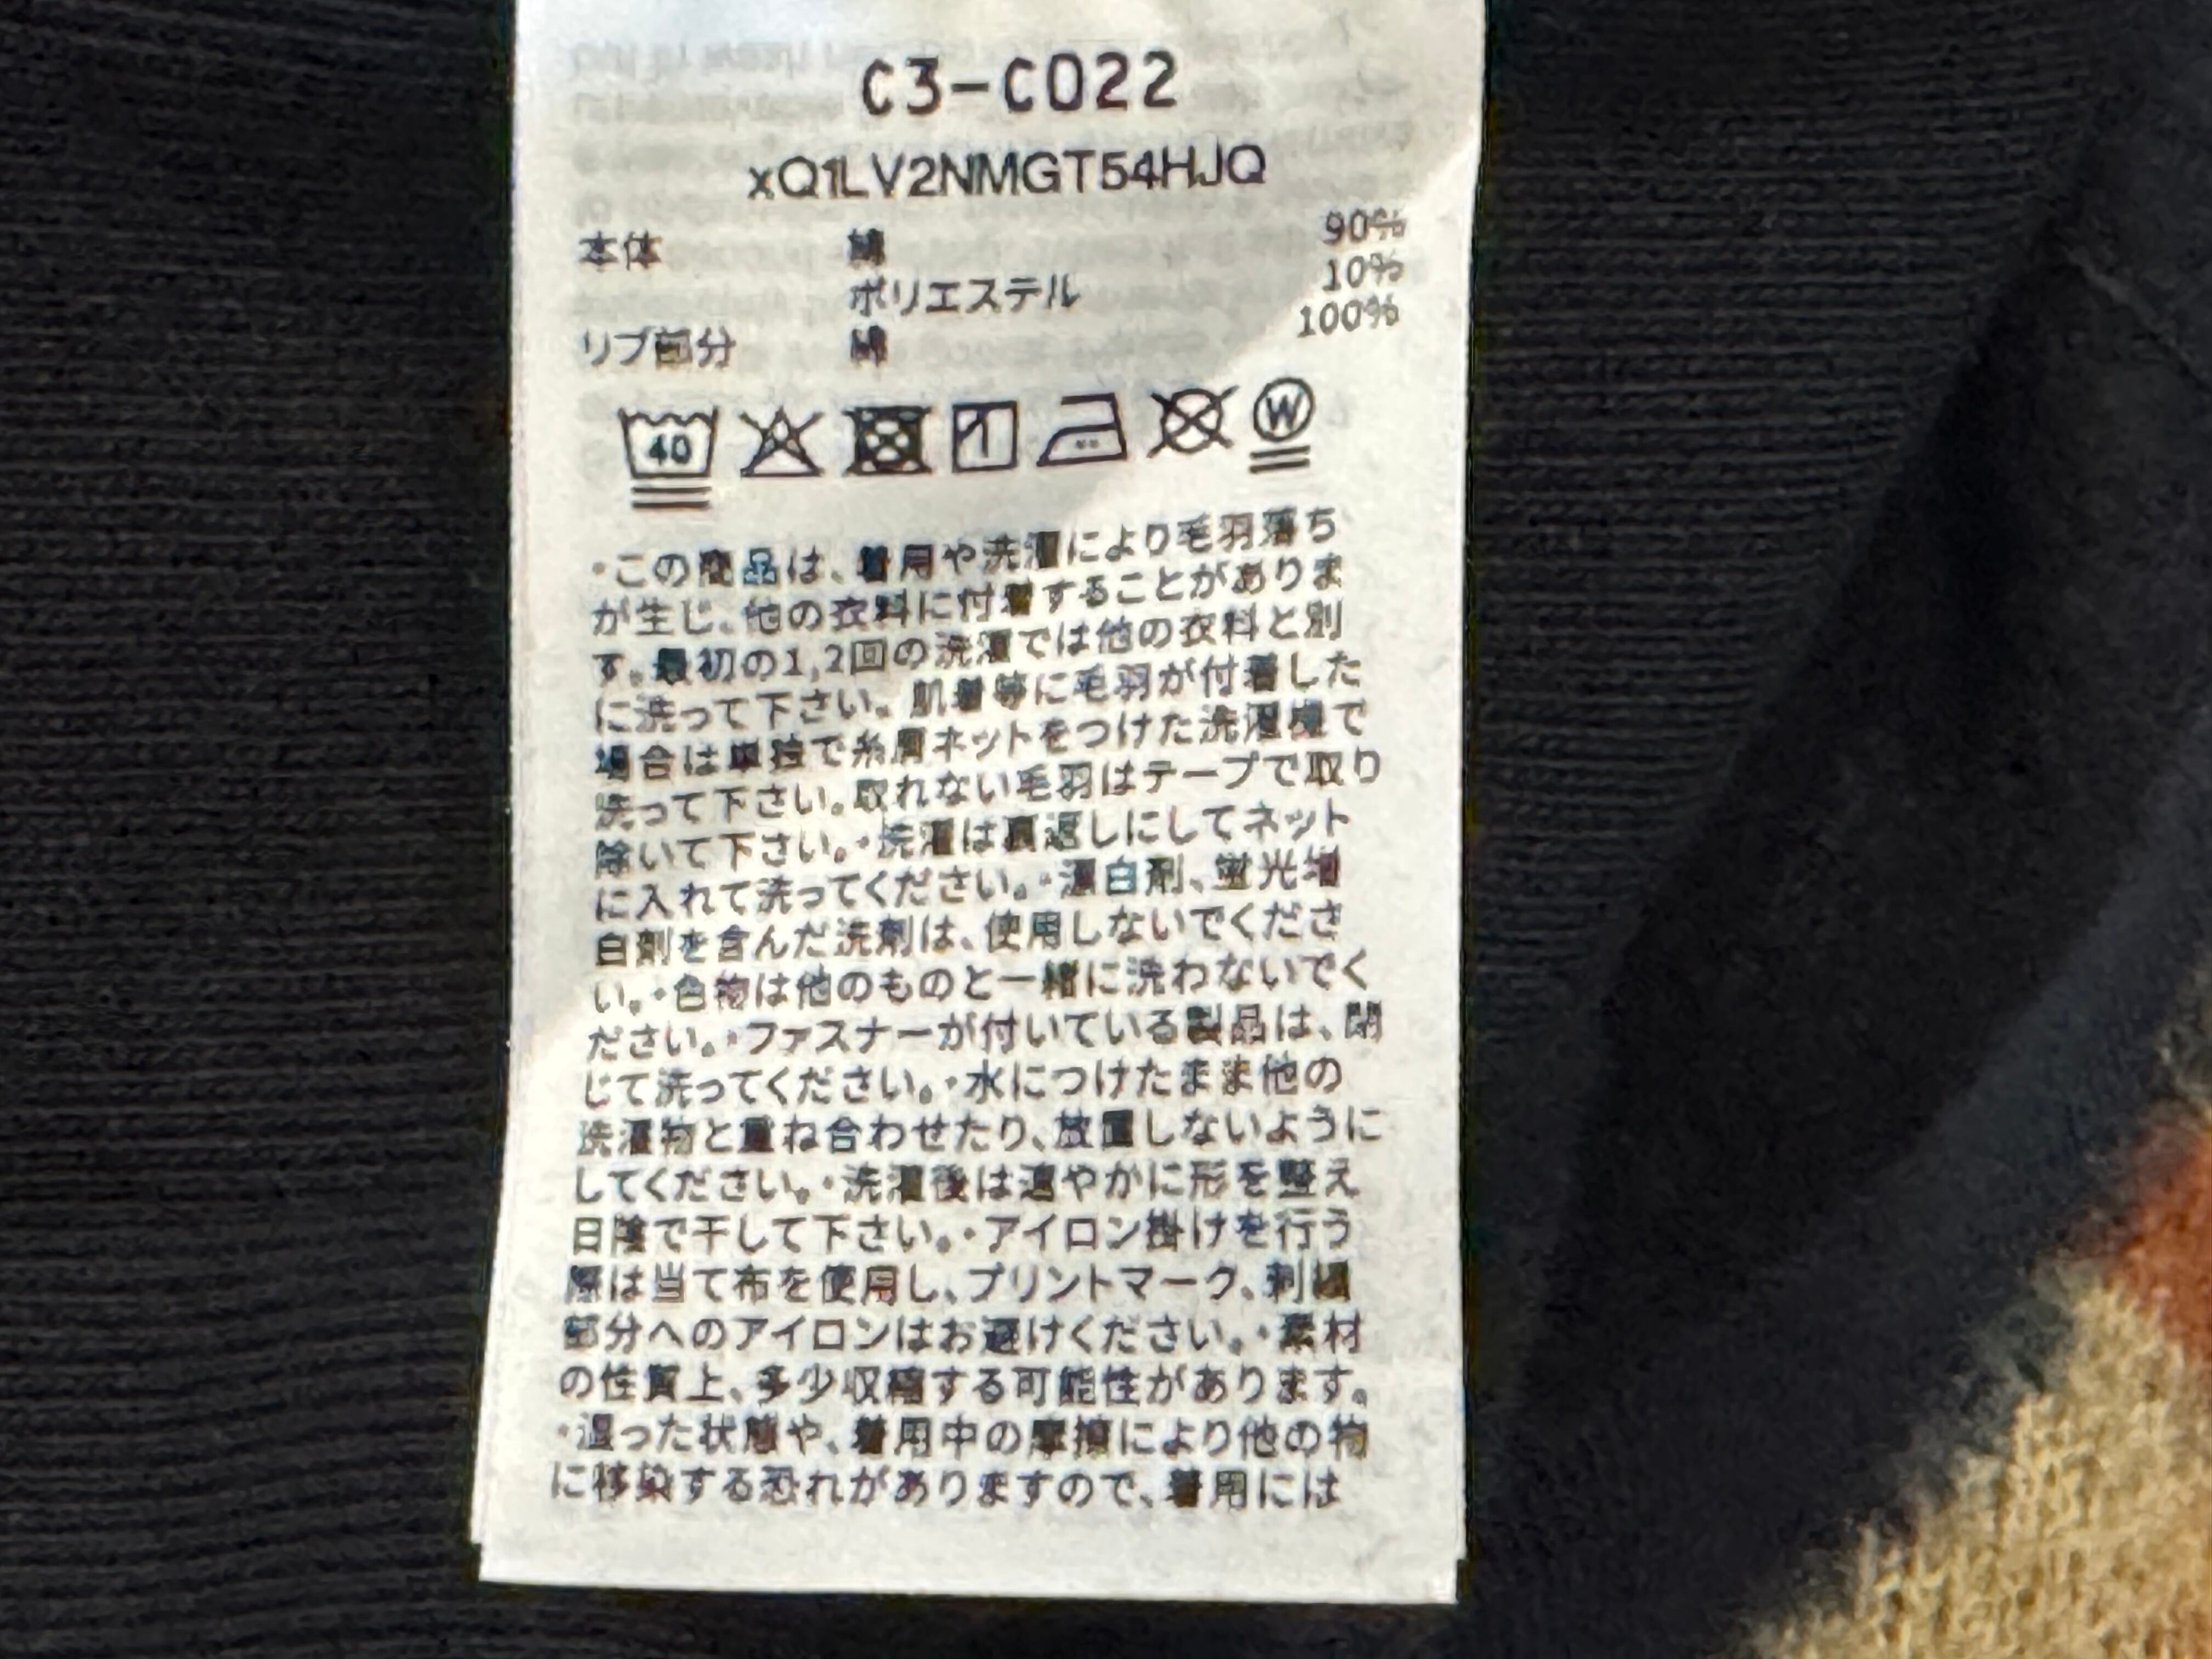 C3-C022
xQ1LV2NMGT54HJQ
本体 綿 90%
ポリエステル 10%
リブ部分 綿 100%
40
W
・この商品は、着用や洗濯により毛羽落ち
が生じ、他の衣料に付着することがありま
す。最初の1,2回の洗濯では他の衣料と別
に洗って下さい。肌着等に毛羽が付着した
場合は単独で糸屑ネットをつけた洗濯機で
洗って下さい。取れない毛羽はテープで取り
除いて下さい。・洗濯は裏返しにしてネット
に入れて洗ってください。・漂白剤、蛍光増
白剤を含んだ洗剤は、使用しないでくださ
い。・色物は他のものと一緒に洗わないでく
ださい。・ファスナーが付いている製品は、閉
じて洗ってください。・水につけたまま他の
洗濯物と重ね合わせたり、放置しないように
してください。・洗濯後は速やかに形を整え
日陰で干して下さい。・アイロン掛けを行う
際は当て布を使用し、プリントマーク、刺繍
部分へのアイロンはお避けください。・素材
の性質上、多少収縮する可能性があります。
・湿った状態や、着用中の摩擦により他の物
に移染する恐れがありますので、着用には